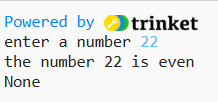 Powered by trinket
enter a number 22
the number 22 is even
None